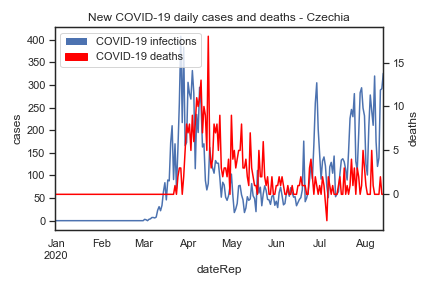 New COVID-19 daily cases and deaths - Czechia
COVID-19 infections
COVID-19 deaths
400
350
300
250
200
150
100
50
0
cases
15
10
5
0
deaths
Jan Feb Mar Apr May Jun Jul Aug
2020
dateRep